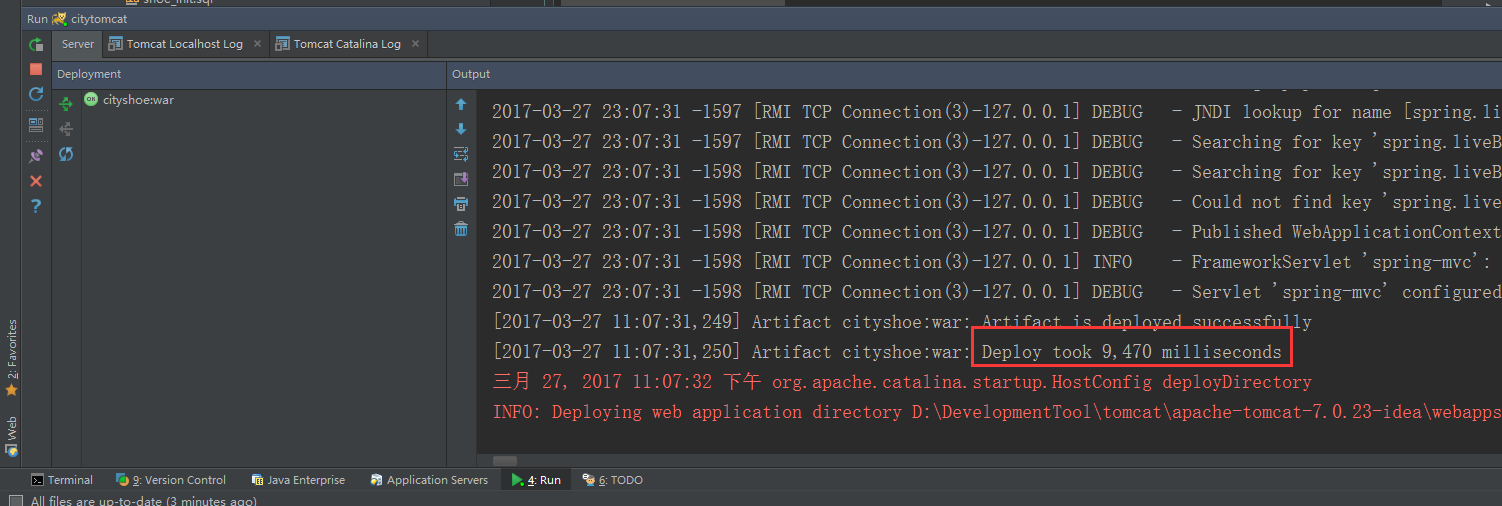 shoe_init.sql
Run citytomcat
Server Tomcat Localhost Log × Tomcat Catalina Log ×
Deployment Output
OK cityshoe:war
2017-03-27 23:07:31 -1597 [RMI TCP Connection(3)-127.0.0.1] DEBUG - JNDI lookup for name [spring.li
2017-03-27 23:07:31 -1597 [RMI TCP Connection(3)-127.0.0.1] DEBUG - Searching for key 'spring.liveB
2017-03-27 23:07:31 -1598 [RMI TCP Connection(3)-127.0.0.1] DEBUG - Searching for key 'spring.liveB
2017-03-27 23:07:31 -1598 [RMI TCP Connection(3)-127.0.0.1] DEBUG - Could not find key 'spring.live
2017-03-27 23:07:31 -1598 [RMI TCP Connection(3)-127.0.0.1] DEBUG - Published WebApplicationContext
2017-03-27 23:07:31 -1598 [RMI TCP Connection(3)-127.0.0.1] INFO - FrameworkServlet 'spring-mvc':
2017-03-27 23:07:31 -1598 [RMI TCP Connection(3)-127.0.0.1] DEBUG - Servlet 'spring-mvc' configured
[2017-03-27 11:07:31,249] Artifact cityshoe:war: Artifact is deployed successfully
[2017-03-27 11:07:31,250] Artifact cityshoe:war: Deploy took 9,470 milliseconds
三月 27, 2017 11:07:32 下午 org.apache.catalina.startup.HostConfig deployDirectory
INFO: Deploying web application directory D:\DevelopmentTool\tomcat\apache-tomcat-7.0.23-idea\webapps
2: Favorites
Web
Terminal 9: Version Control Java Enterprise Application Servers 4: Run 6: TODO
All files are up-to-date (3 minutes ago)